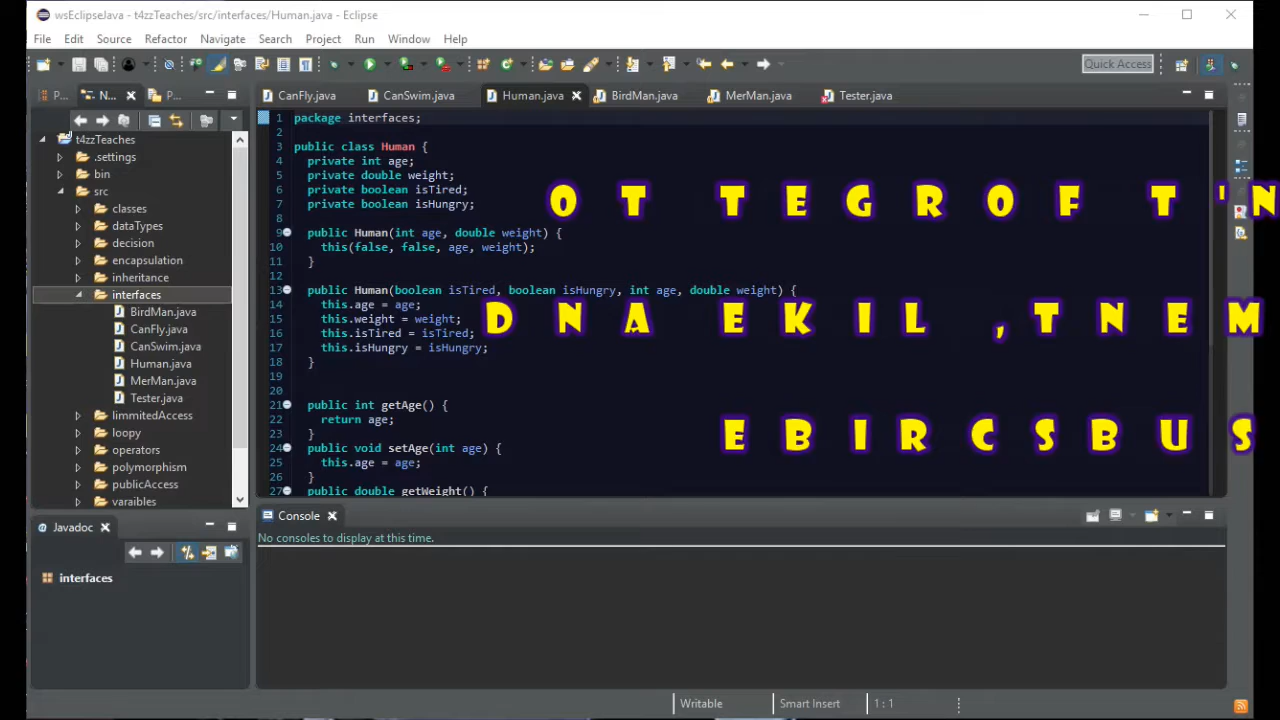 wsEclipseJava - t4zzTeaches/src/interfaces/Human.java - Eclipse
File Edit Source Refactor Navigate Search Project Run Window Help
Quick Access
P... N... P...
CanFly.java CanSwim.java Human.java BirdMan.java MerMan.java Tester.java
t4zzTeaches
.settings
bin
src
classes
dataTypes
decision
encapsulation
inheritance
interfaces
BirdMan.java
CanFly.java
CanSwim.java
Human.java
MerMan.java
Tester.java
limmitedAccess
loopy
operators
polymorphism
publicAccess
varaibles
1 package interfaces;
2
3 public class Human {
4 private int age;
5 private double weight;
6 private boolean isTired;
7 private boolean isHungry;
8
9 public Human(int age, double weight) {
10 this(false, false, age, weight);
11 }
12
13 public Human(boolean isTired, boolean isHungry, int age, double weight) {
14 this.age = age;
15 this.weight = weight;
16 this.isTired = isTired;
17 this.isHungry = isHungry;
18 }
19
20
21 public int getAge() {
22 return age;
23 }
24 public void setAge(int age) {
25 this.age = age;
26 }
27 public double getWeight() {
O T T E G R O F T ' N
D N A E K I L , T N E M
E B I R C S B U S
Javadoc
interfaces
Console
No consoles to display at this time.
Writable Smart Insert 1 : 1